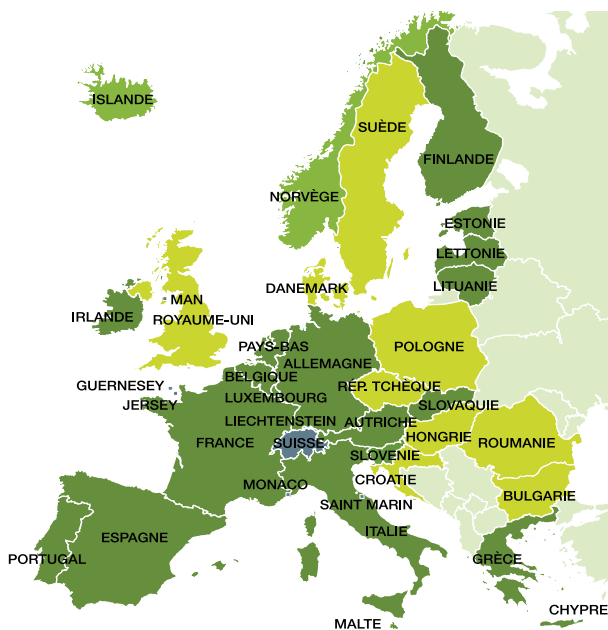 ISLANDE
SUÈDE
FINLANDE
NORVÈGE
ESTONIE
LETTONIE
LITUANIE
DANEMARK
MAN
IRLANDE
ROYAUME-UNI
PAYS-BAS
POLOGNE
ALLEMAGNE
BELGIQUE
GUERNESEY
RÉP. TCHÈQUE
JERSEY
LUXEMBOURG
SLOVAQUIE
LIECHTENSTEIN
AUTRICHE
FRANCE
SUISSE
HONGRIE
ROUMANIE
SLOVENIE
MONACO
CROATIE
BULGARIE
SAINT MARIN
ESPAGNE
ITALIE
PORTUGAL
GRÈCE
CHYPRE
MALTE